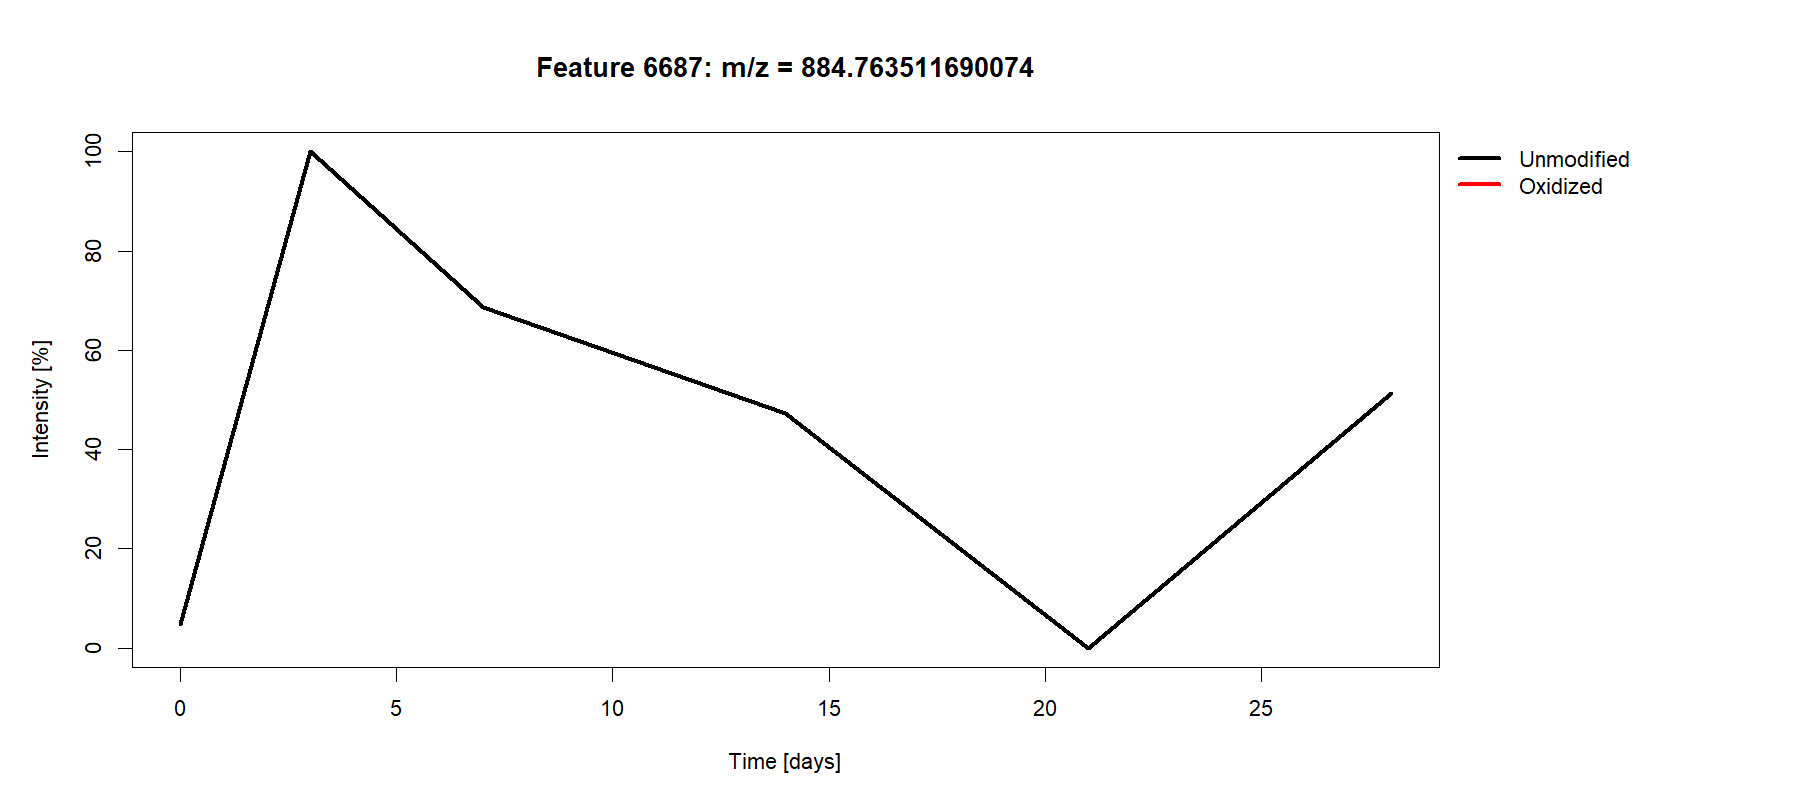 Feature 6687: m/z = 884.763511690074
Unmodified
Oxidized
Intensity [%]
100
80
60
40
20
0
0 5 10 15 20 25
Time [days]